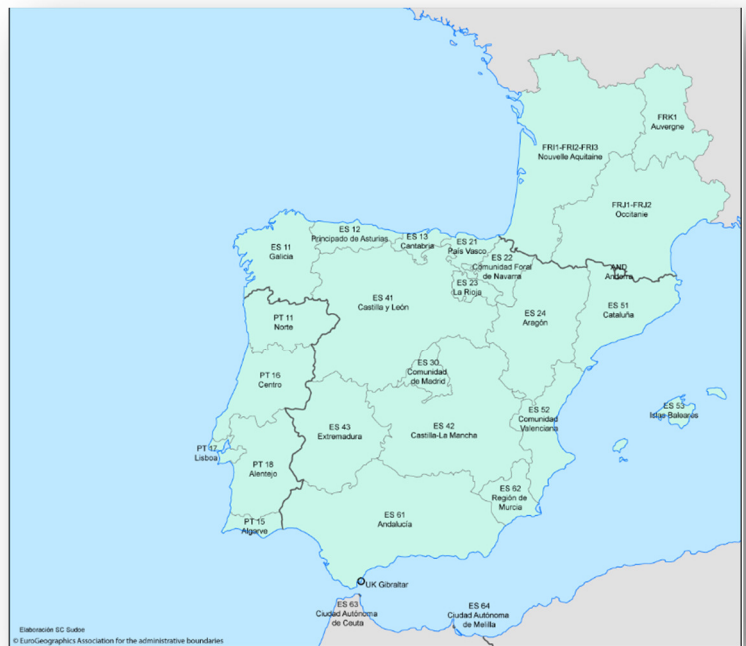 FRK1
Auvergne
FRI1-FRI2-FRI3
Nouvelle Aquitaine
FRJ1-FRJ2
Occitanie
ES 12
Principado de Asturias
ES 13
Cantabria
ES 21
País Vasco
ES 11
Galicia
ES 22
Comunidad Foral
de Navarra
AND
Andorra
ES 23
La Rioja
ES 41
Castilla y León
ES 51
Cataluña
PT 11
Norte
ES 24
Aragón
ES 30
Comunidad
de Madrid
PT 16
Centro
ES 53
Islas Baleares
ES 52
Comunidad
Valenciana
ES 43
Extremadura
ES 42
Castilla-La Mancha
PT 17
Lisboa
PT 18
Alentejo
ES 62
Región de
Murcia
ES 61
Andalucía
PT 15
Algarve
UK Gibraltar
ES 63
Ciudad Autónoma
de Ceuta
ES 64
Ciudad Autónoma
de Melilla
Elaboración SC Sudoe
© EuroGeographics Association for the administrative boundaries